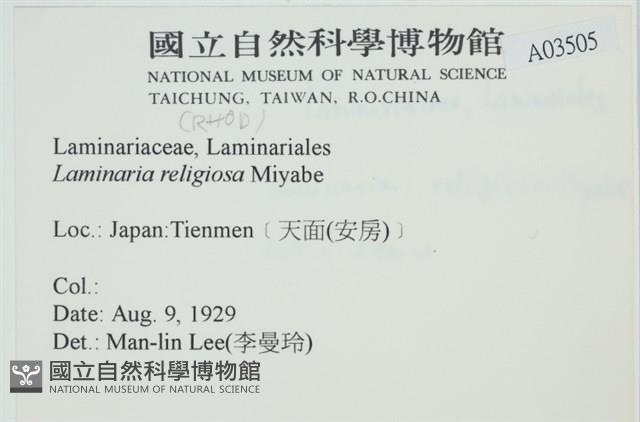 國立自然科學博物館
A03505
NATIONAL MUSEUM OF NATURAL SCIENCE
TAICHUNG, TAIWAN, R.O.CHINA
(RHOD)
Laminariaceae, Laminariales
Laminaria religiosa Miyabe
Loc.: Japan:Tienmen﹝天面(安房)﹞
Col.:
Date: Aug. 9, 1929
Det.: Man-lin Lee(李曼玲)
國立自然科學博物館
NATIONAL MUSEUM OF NATURAL SCIENCE